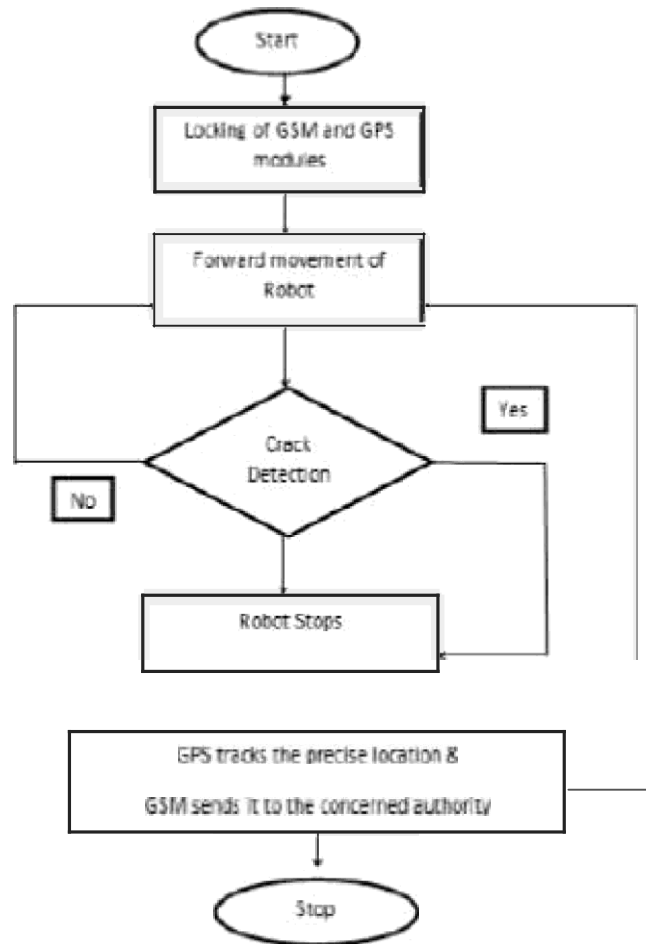 Start
Locking of GSM and GPS
modules
Forward movement of
Robot
Yes
Crack
Detection
No
Robot Stops
GPS tracks the precise location &
GSM sends it to the concerned authority
Stop